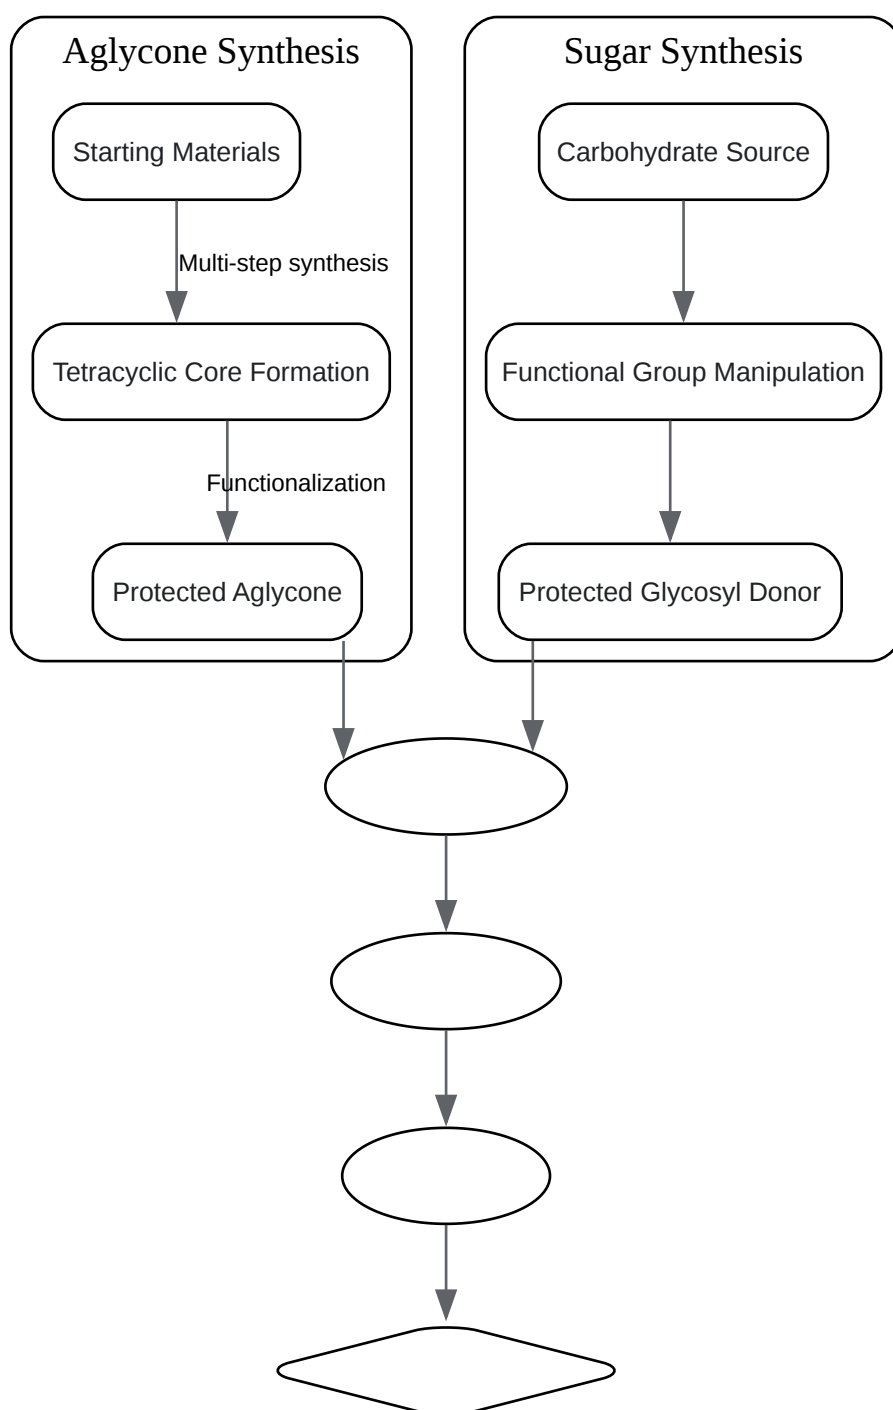 Aglycone Synthesis
Starting Materials
Multi-step synthesis
Tetracyclic Core Formation
Functionalization
Protected Aglycone
Sugar Synthesis
Carbohydrate Source
Functional Group Manipulation
Protected Glycosyl Donor